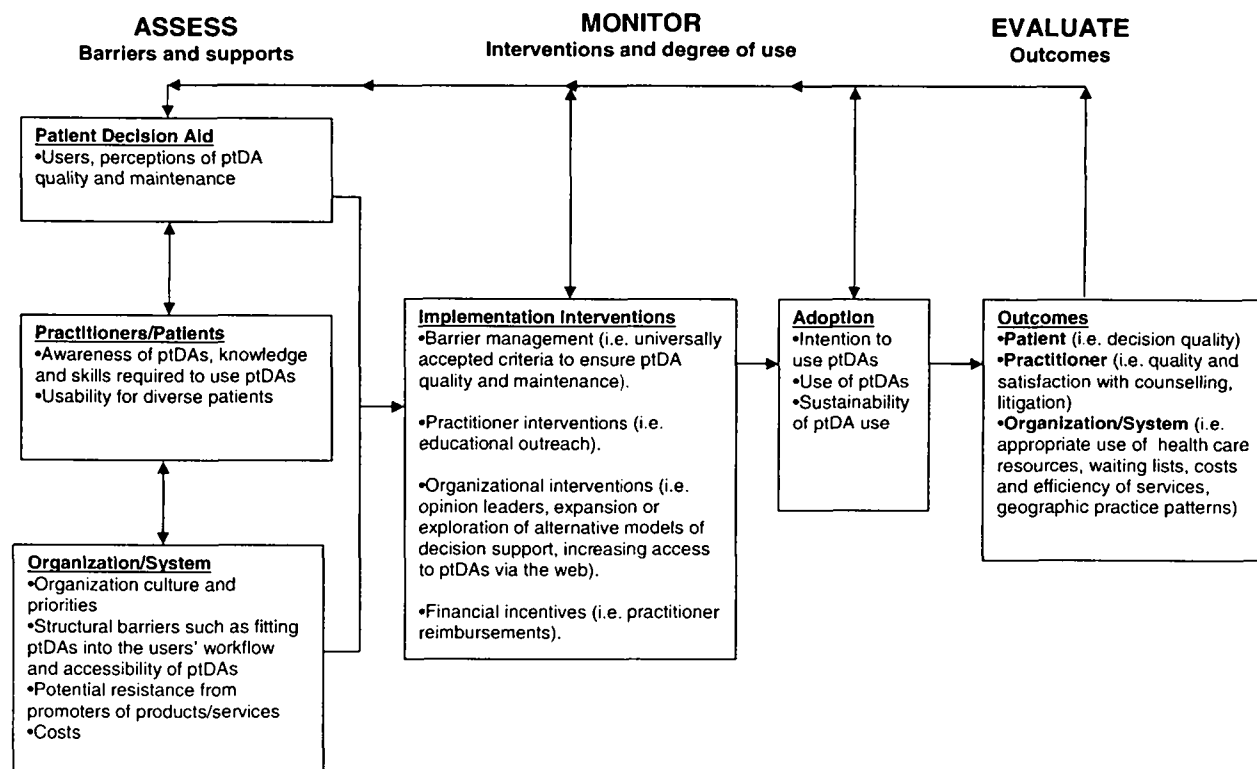 ASSESS
Barriers and supports
MONITOR
Interventions and degree of use
EVALUATE
Outcomes
Patient Decision Aid
•Users, perceptions of ptDA
quality and maintenance
Practitioners/Patients
•Awareness of ptDAs, knowledge
and skills required to use ptDAs
•Usability for diverse patients
Organization/System
•Organization culture and
priorities
•Structural barriers such as fitting
ptDAs into the users' workflow
and accessibility of ptDAs
•Potential resistance from
promoters of products/services
•Costs
Implementation Interventions
•Barrier management (i.e. universally
accepted criteria to ensure ptDA
quality and maintenance).
•Practitioner interventions (i.e.
educational outreach).
•Organizational interventions (i.e.
opinion leaders, expansion or
exploration of alternative models of
decision support, increasing access
to ptDAs via the web).
•Financial incentives (i.e. practitioner
reimbursements).
Adoption
•Intention to
use ptDAs
•Use of ptDAs
•Sustainability
of ptDA use
Outcomes
•Patient (i.e. decision quality)
•Practitioner (i.e. quality and
satisfaction with counselling,
litigation)
•Organization/System (i.e.
appropriate use of health care
resources, waiting lists, costs
and efficiency of services,
geographic practice patterns)